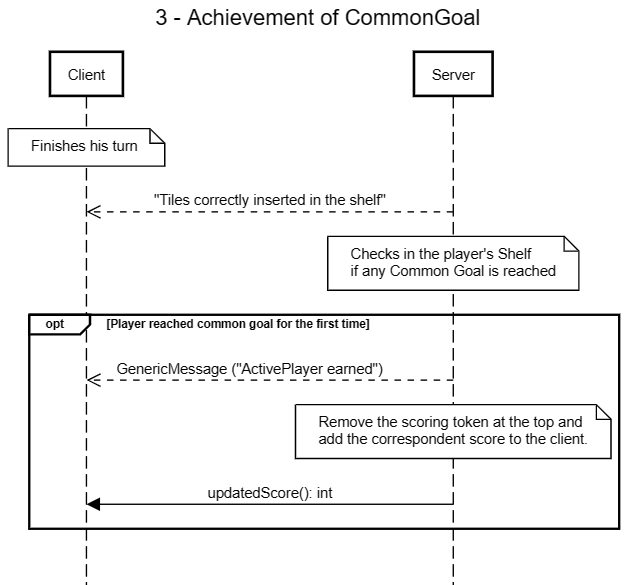 3 - Achievement of CommonGoal
Client
Server
Finishes his turn
"Tiles correctly inserted in the shelf"
Checks in the player's Shelf
if any Common Goal is reached
opt
[Player reached common goal for the first time]
GenericMessage ("ActivePlayer earned")
Remove the scoring token at the top and
add the correspondent score to the client.
updatedScore(): int